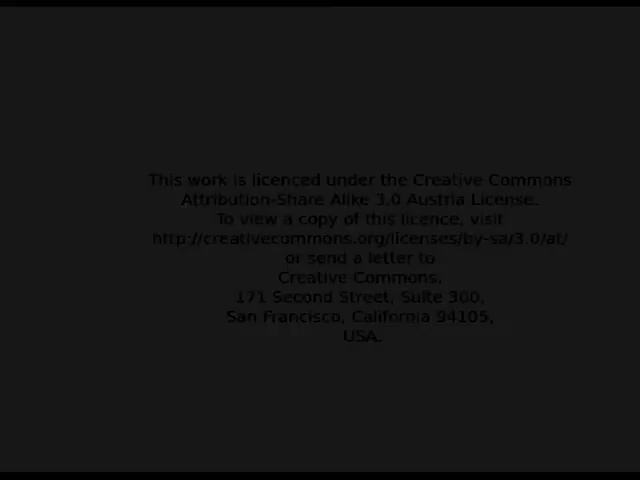 This work is licenced under the Creative Commons
Attribution-Share Alike 3.0 Austria License.
To view a copy of this licence, visit
http://creativecommons.org/licenses/by-sa/3.0/at/
or send a letter to
Creative Commons,
171 Second Street, Suite 300,
San Francisco, California 94105,
USA.